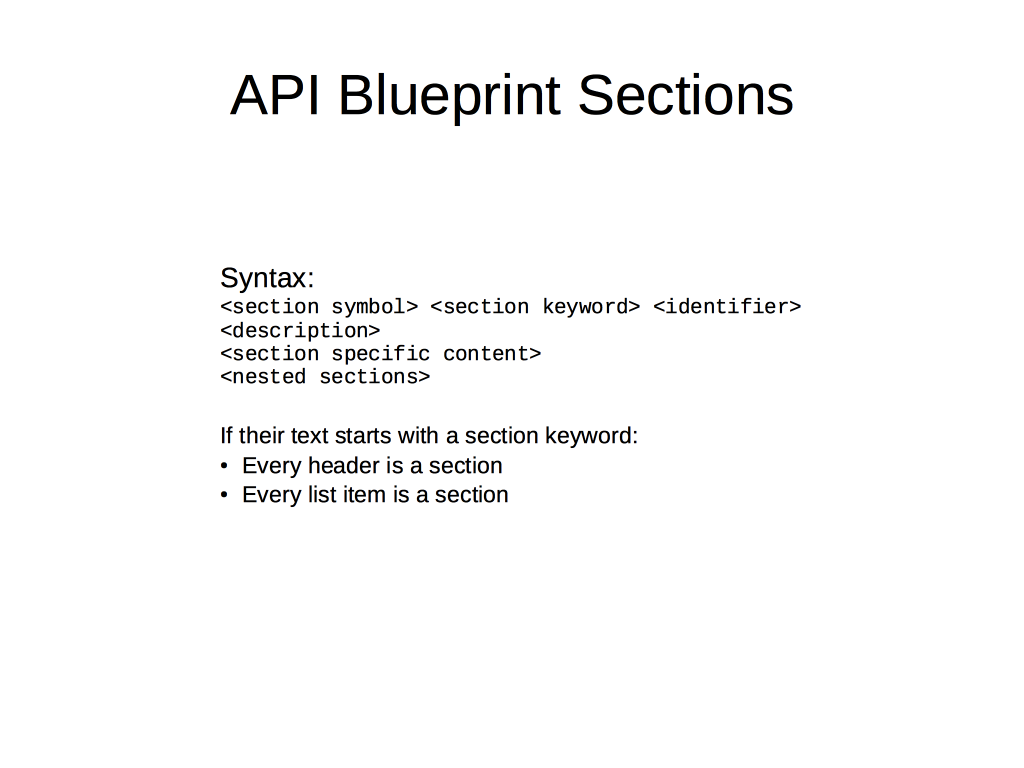 API Blueprint Sections
Syntax:
<section symbol> <section keyword> <identifier>
<description>
<section specific content>
<nested sections>
If their text starts with a section keyword:
• Every header is a section
• Every list item is a section